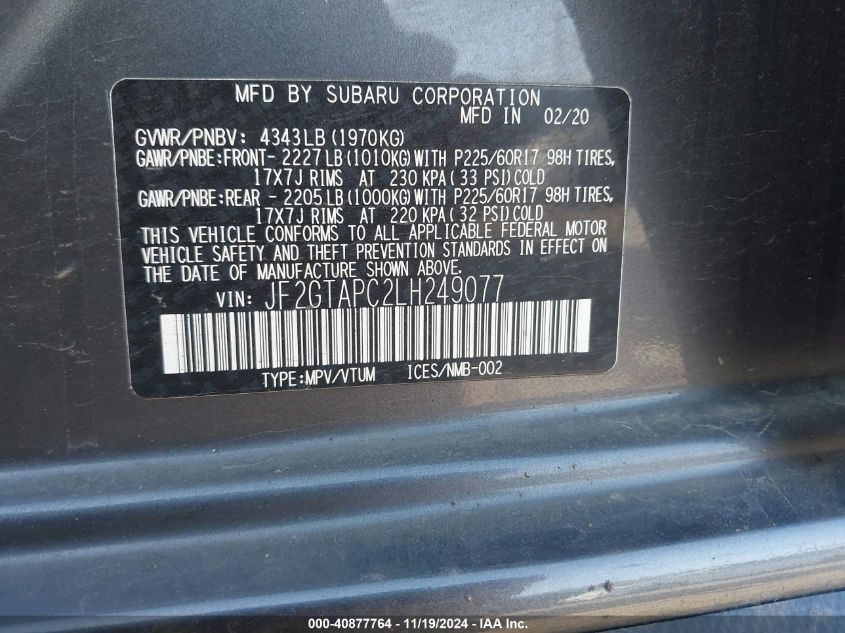 MFD BY SUBARU CORPORATION
MFD IN 02/20
GVWR/PNBV: 4343LB(1970KG)
GAWR/PNBE:FRONT- 2227LB(1010KG)WITH P225/60R17 98H TIRES,
17X7J RIMS AT 230 KPA( 33 PSI)COLD
GAWR/PNBE:REAR - 2205LB(1000KG)WITH P225/60R17 98H TIRES,
17X7J RIMS AT 220 KPA( 32 PSI)COLD
THIS VEHICLE CONFORMS TO ALL APPLICABLE FEDERAL MOTOR
VEHICLE SAFETY AND THEFT PREVENTION STANDARDS IN EFFECT ON
THE DATE OF MANUFACTURE SHOWN ABOVE.
VIN: JF2GTAPC2LH249077
TYPE:MPV/VTUM ICES/NMB-002
000-40877764 - 11/19/2024 - IAA Inc.